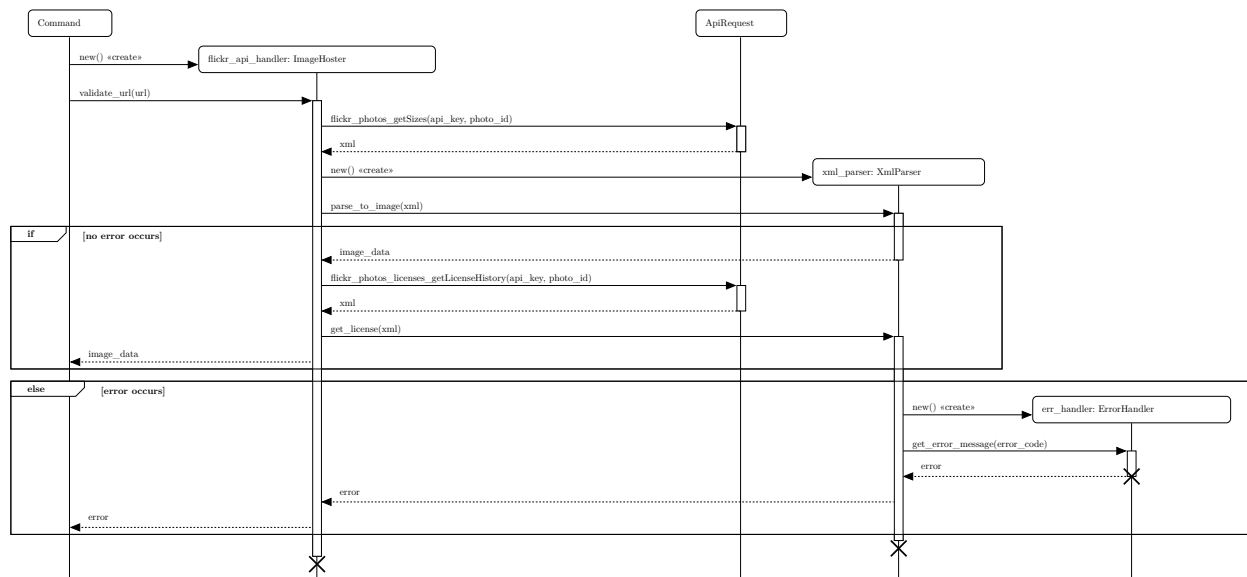 Command
ApiRequest
new() «create»
flickr_api_handler: ImageHoster
validate_url(url)
flickr_photos_getSizes(api_key, photo_id)
xml
new() «create»
xml_parser: XmlParser
parse_to_image(xml)
if
[no error occurs]
image_data
flickr_photos_licenses_getLicenseHistory(api_key, photo_id)
xml
get_license(xml)
image_data
else
[error occurs]
new() «create»
err_handler: ErrorHandler
get_error_message(error_code)
error
error
error